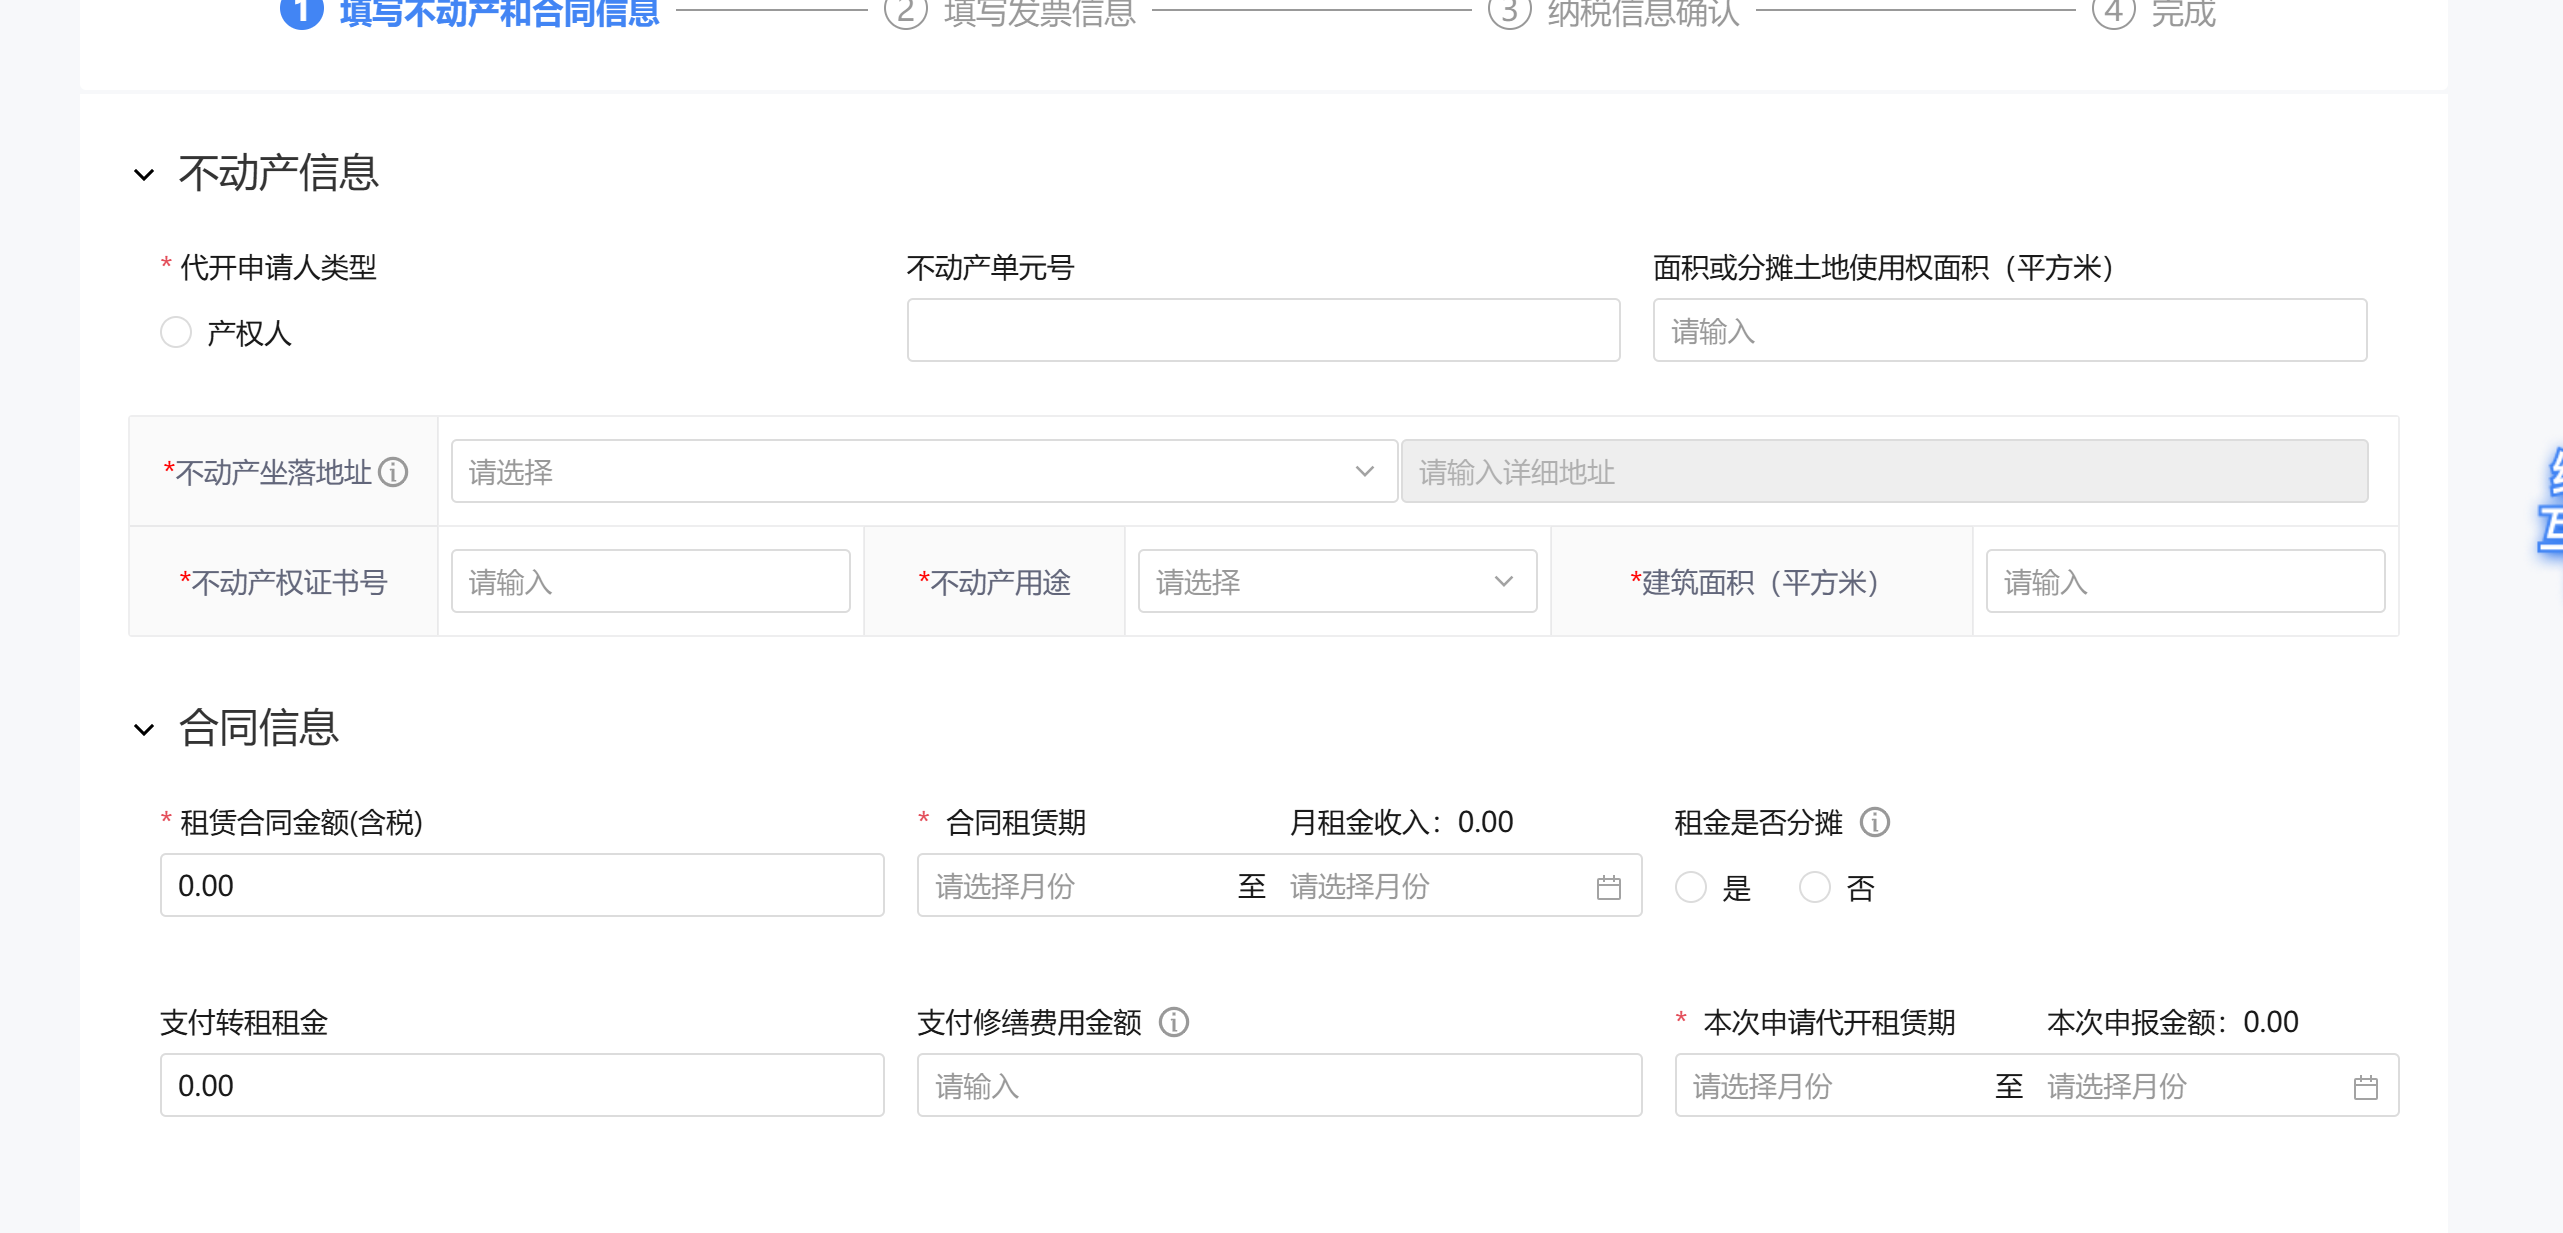 1 填写不动产和合同信息 2 填写发票信息 3 纳税信息确认 4 完成
不动产信息
* 代开申请人类型 不动产单元号 面积或分摊土地使用权面积（平方米）
产权人 请输入
*不动产坐落地址 请选择 请输入详细地址
*不动产权证书号 请输入 *不动产用途 请选择 *建筑面积（平方米） 请输入
合同信息
* 租赁合同金额(含税) * 合同租赁期 月租金收入：0.00 租金是否分摊
0.00 请选择月份 至 请选择月份 是 否
支付转租租金 支付修缮费用金额 * 本次申请代开租赁期 本次申报金额：0.00
0.00 请输入 请选择月份 至 请选择月份